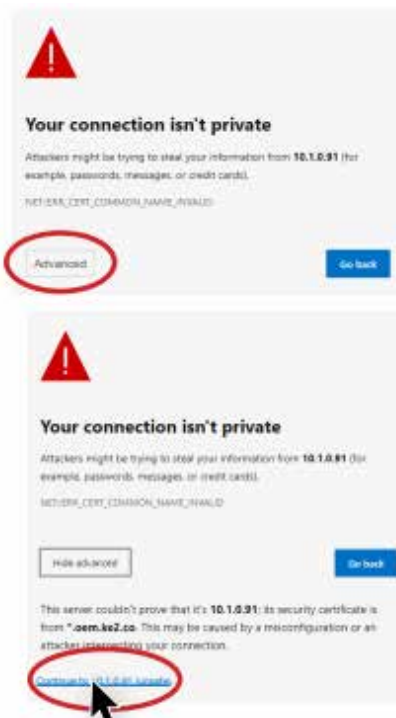 Your connection isn't private
Attackers might be trying to steal your information from 10.1.0.91 (for
example, passwords, messages, or credit cards).
NET::ERR_CERT_COMMON_NAME_INVALID
Advanced
Go back
Your connection isn't private
Attackers might be trying to steal your information from 10.1.0.91 (for
example, passwords, messages, or credit cards).
NET::ERR_CERT_COMMON_NAME_INVALID
Hide advanced
Go back
This server couldn't prove that it's 10.1.0.91; its security certificate is
from *.oem.ke2.co. This may be caused by a misconfiguration or an
attacker intercepting your connection.
Continue to 10.1.0.91 (unsafe)